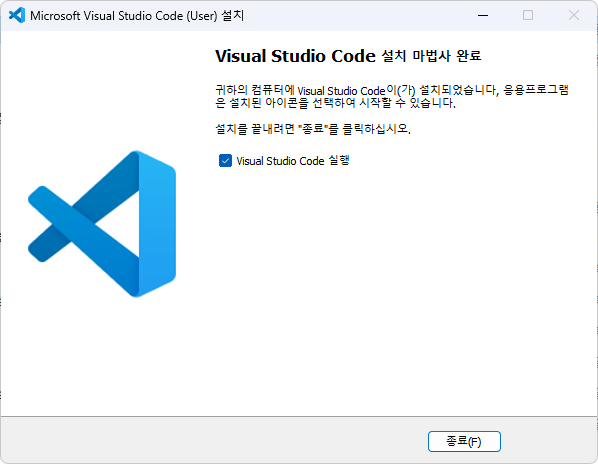 Microsoft Visual Studio Code (User) 설치
Visual Studio Code 설치 마법사 완료
귀하의 컴퓨터에 Visual Studio Code이(가) 설치되었습니다, 응용프로그램
은 설치된 아이콘을 선택하여 시작할 수 있습니다.
설치를 끝내려면 "종료"를 클릭하십시오.
Visual Studio Code 실행
종료(F)